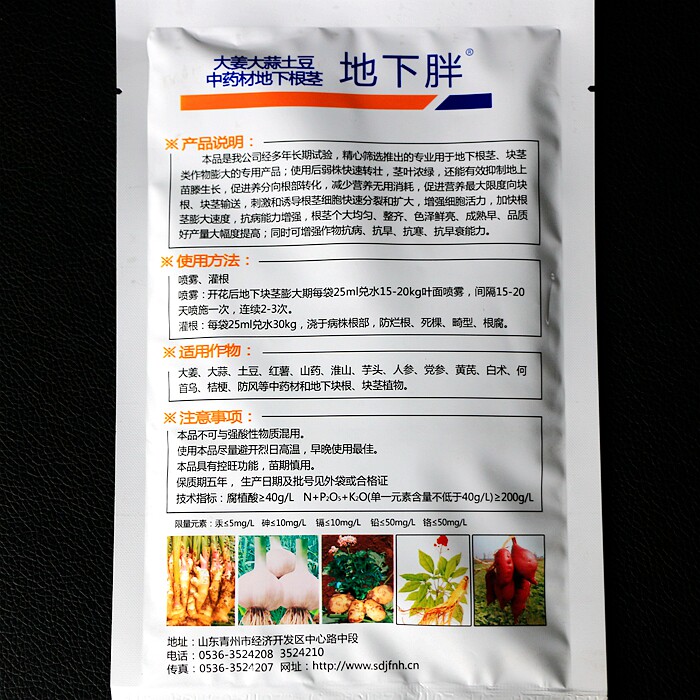 大姜大蒜土豆
中药材地下根茎
地下胖®
※ 产品说明：
本品是我公司经多年长期试验，精心筛选推出的专业用于地下根茎、块茎
类作物膨大的专用产品；使用后弱株快速转壮，茎叶浓绿，还能有效抑制地上
苗滕生长，促进养分向根部转化，减少营养无用消耗，促进营养最大限度向块
根、块茎输送，刺激和诱导根茎细胞快速分裂和扩大，增强细胞活力，加快根
茎膨大速度，抗病能力增强，根茎个大均匀、整齐、色泽鲜亮、成熟早、品质
好产量大幅度提高；同时可增强作物抗病、抗旱、抗寒、抗早衰能力。
※ 使用方法：
喷雾、灌根
喷雾：开花后地下块茎膨大期每袋25ml兑水15-20kg叶面喷雾，间隔15-20
天喷施一次，连续2-3次。
灌根：每袋25ml兑水30kg，浇于病株根部，防烂根、死棵、畸型、根腐。
※ 适用作物：
大姜、大蒜、土豆、红薯、山药、淮山、芋头、人参、党参、黄芪、白术、何
首乌、桔梗、防风等中药材和地下块根、块茎植物。
※ 注意事项：
本品不可与强酸性物质混用。
使用本品尽量避开烈日高温，早晚使用最佳。
本品具有控旺功能，苗期慎用。
保质期五年， 生产日期及批号见外袋或合格证
技术指标：腐植酸≥40g/L N+P₂O₅+K₂O(单一元素含量不低于40g/L)≥200g/L
限量元素：汞≤5mg/L 砷≤10mg/L 镉≤10mg/L 铅≤50mg/L 铬≤50mg/L
地址：山东青州市经济开发区中心路中段
电话：0536-3524208 3524210
传真：0536-3524207 网址：http://www.sdjfnh.cn